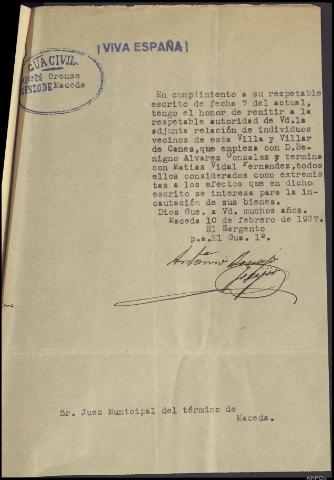 ¡VIVA ESPAÑA!
GUA CIVIL
Orense
Maceda
En cumplimiento a su respetable
escrito de fecha 7 del actual,
tengo el honor de remitir a la
respetable autoridad de Vd.la
adjunta relación de individuos
vecinos de esta Villa y Villar
de Canes,que empieza con D.Be-
nigno Alvarez Gonzalez y termina
con Matias Vidal Fernandez,todos
ellos considerados como extremis
tas a los efectos que en dicho
escrito se interesa para la in-
cautación de sus bienes.
Dios Gue. a Vd. muchos años.
Maceda 10 de febrero de 1937.
El Sargento
p.a.El Gua. 1º.
Antonio
Sr. Juez Municipal del término de
Maceda.